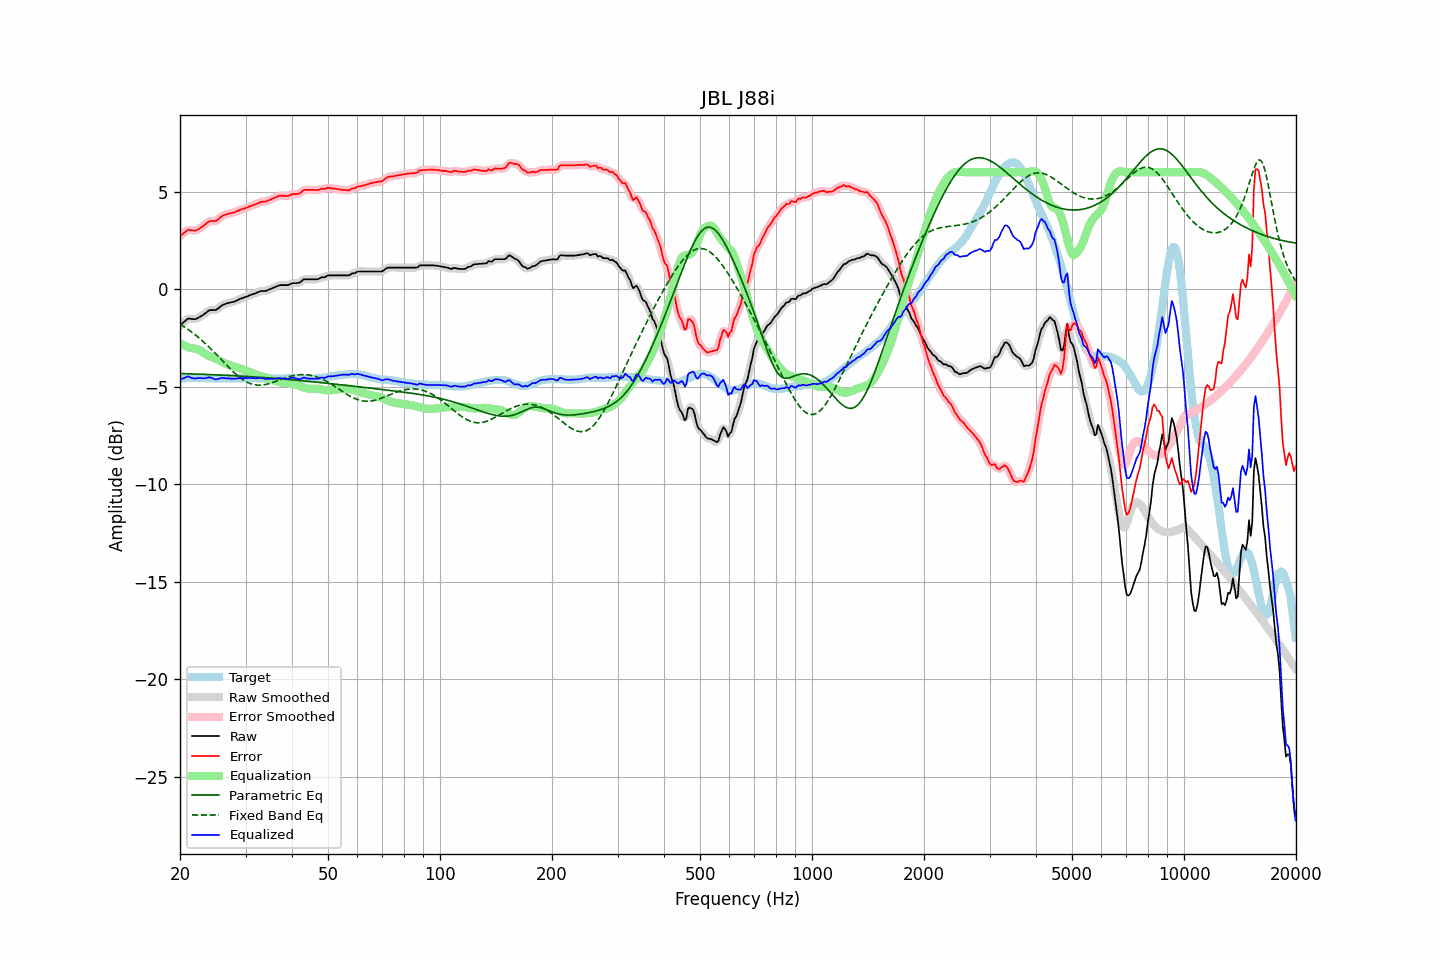 JBL J88i
Amplitude (dBr)
5
0
−5
−10
−15
−20
−25
Target
Raw Smoothed
Error Smoothed
Raw
Error
Equalization
Parametric Eq
Fixed Band Eq
Equalized
20 50 100 200 500 1000 2000 5000 10000 20000
Frequency (Hz)